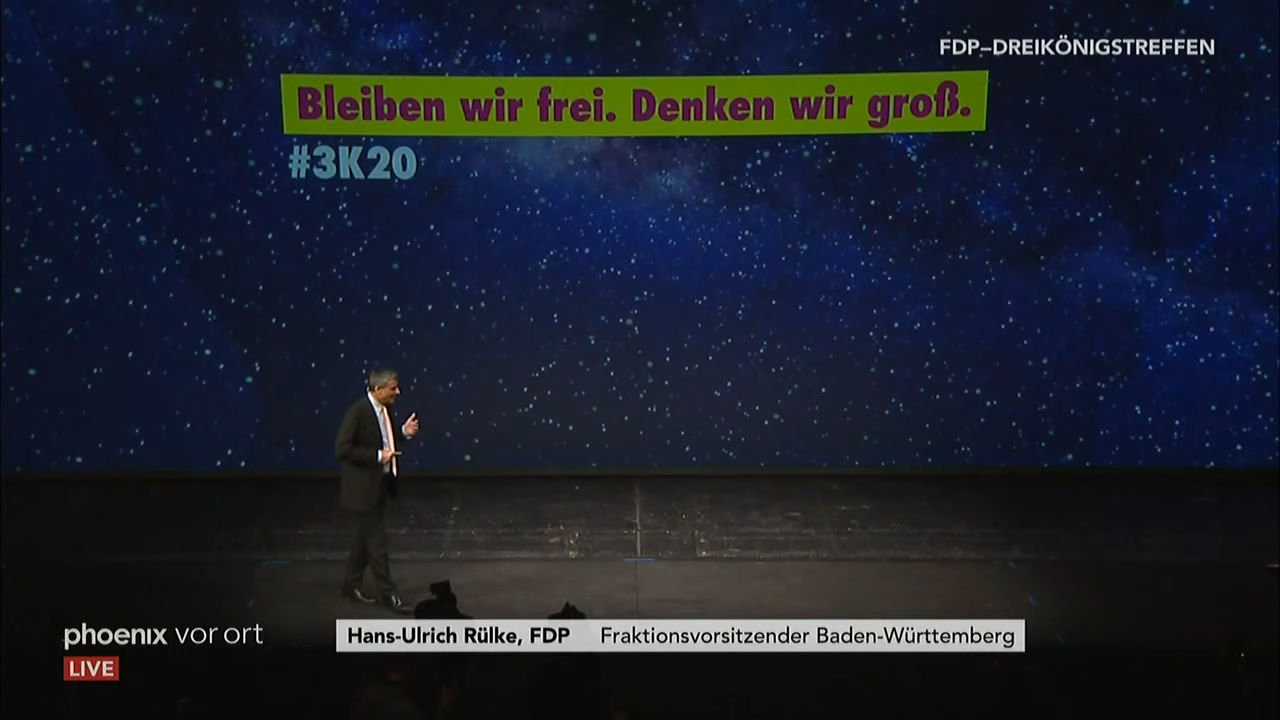 FDP–DREIKÖNIGSTREFFEN
Bleiben wir frei. Denken wir groß.
#3K20
phoenix vor ort
Hans-Ulrich Rülke, FDP Fraktionsvorsitzender Baden-Württemberg
LIVE